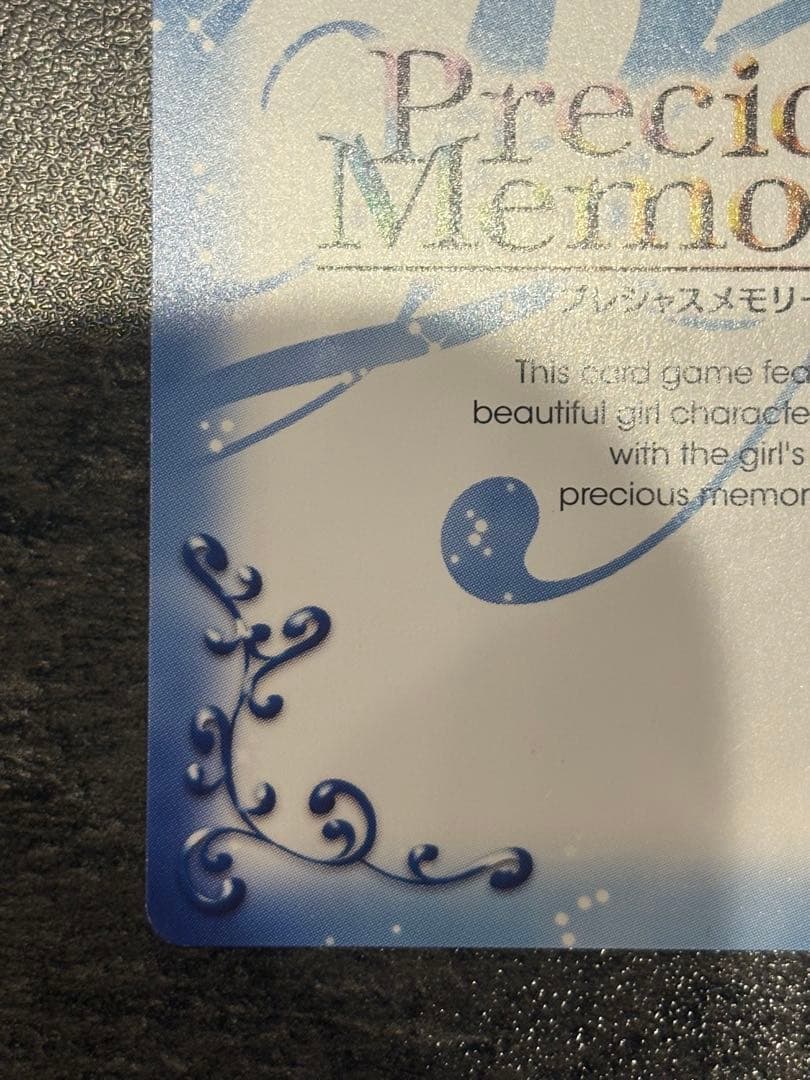 Precio
Memo
プレシャスメモリ
This card game fea
beautiful girl characte
with the girl's
precious memor